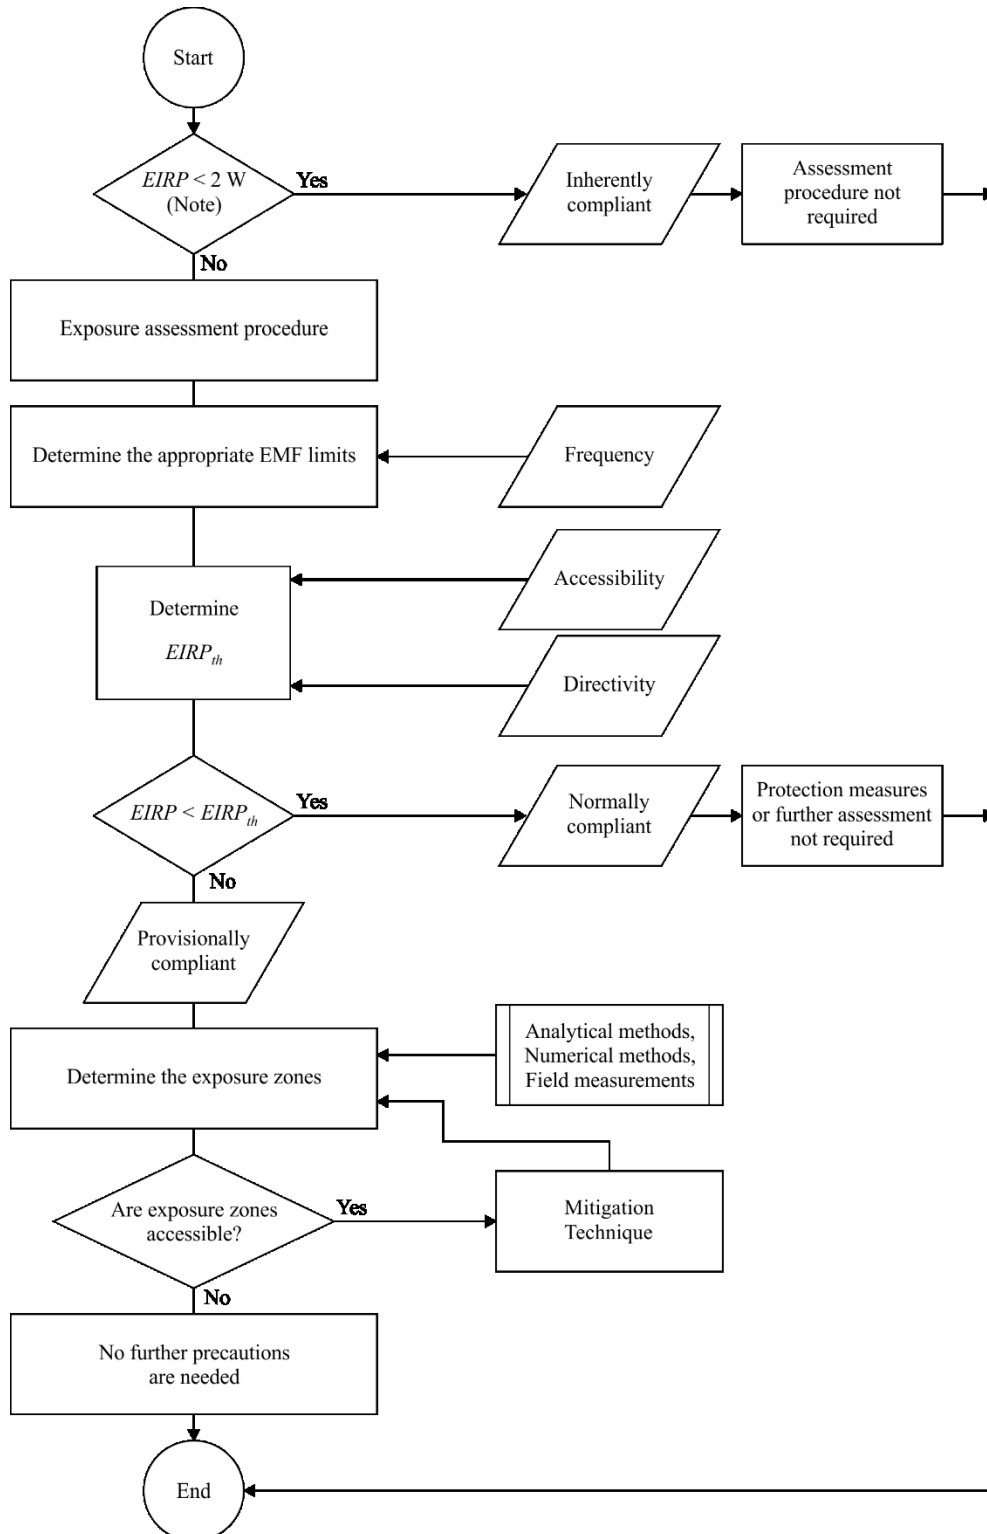 Start
EIRP < 2 W
(Note)
Yes
Inherently
compliant
Assessment
procedure not
required
No
Exposure assessment procedure
Determine the appropriate EMF limits
Frequency
Accessibility
Determine
EIRPth
Directivity
EIRP < EIRPth
Yes
Normally
compliant
Protection measures
or further assessment
not required
No
Provisionally
compliant
Determine the exposure zones
Analytical methods,
Numerical methods,
Field measurements
Are exposure zones
accessible?
Yes
Mitigation
Technique
No
No further precautions
are needed
End